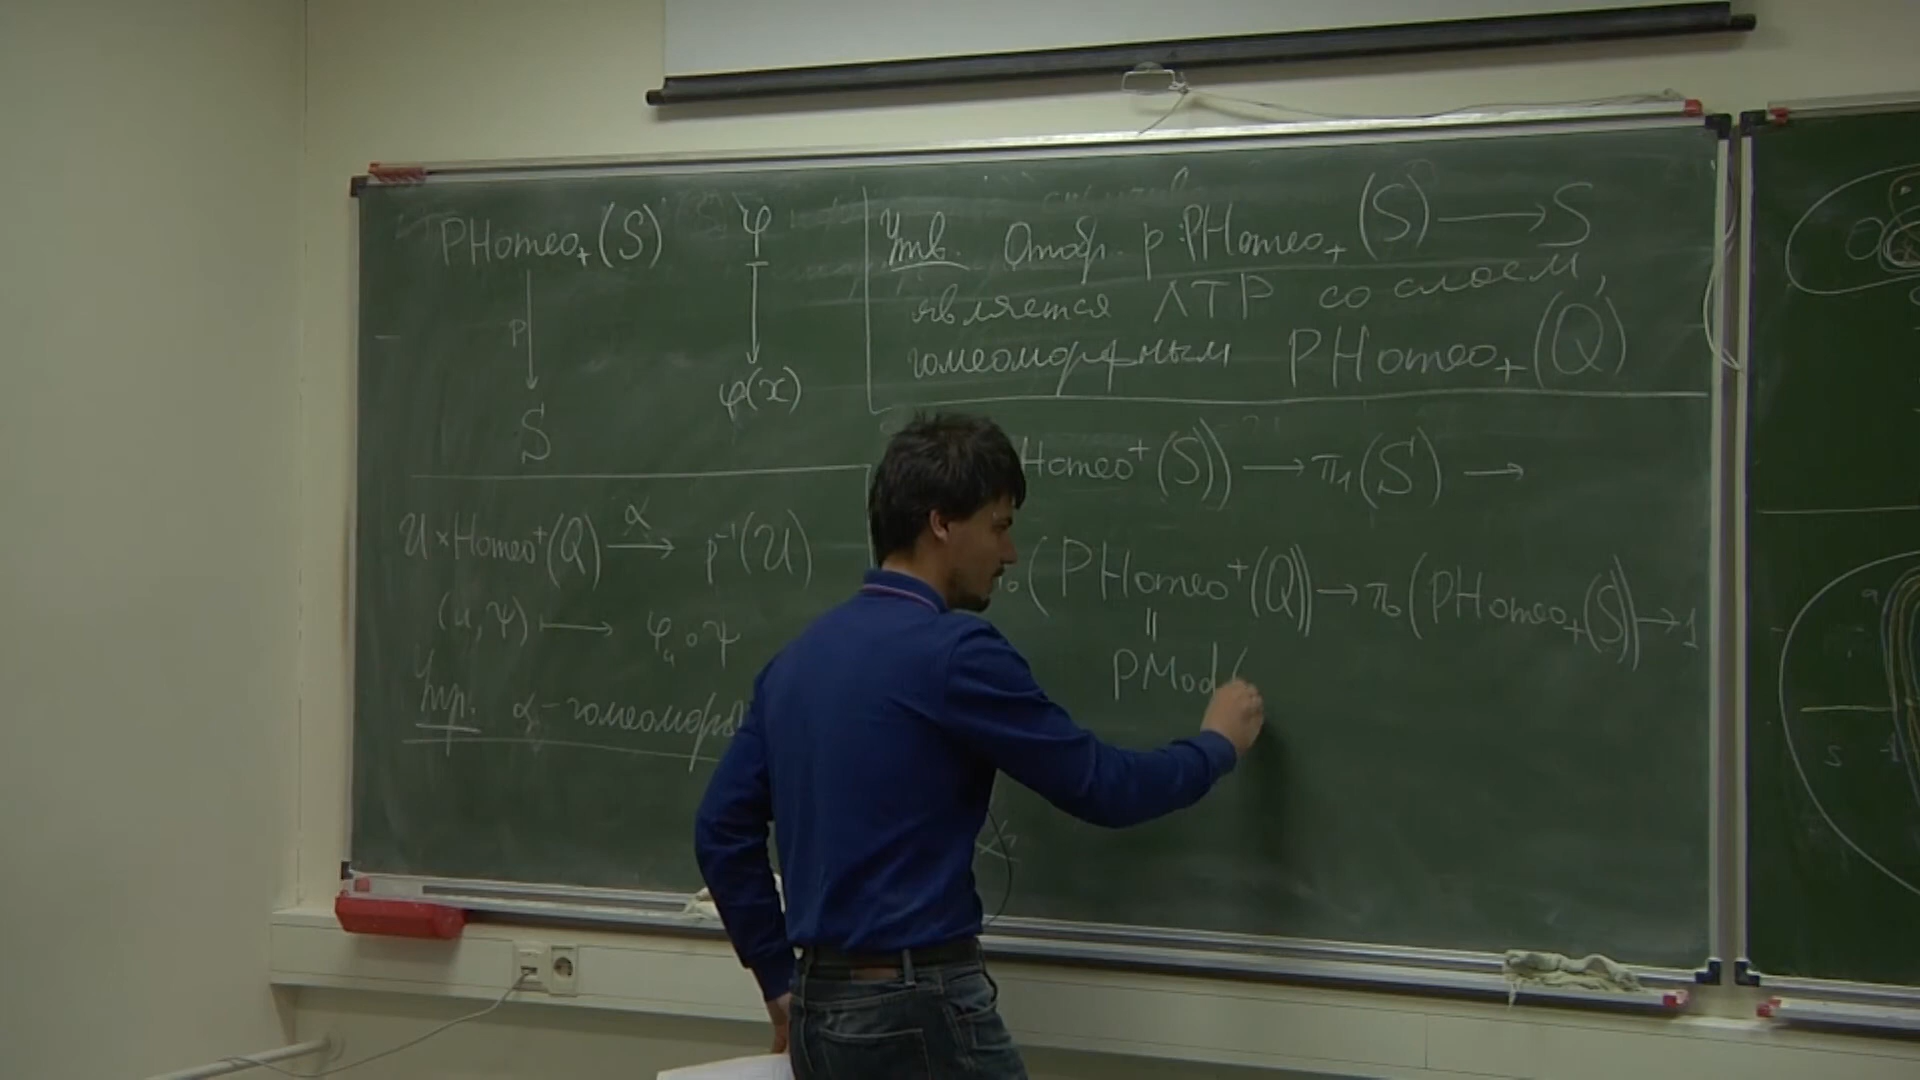 PHomeo₊(S) φ
p
S φ(x)
U × Homeo⁺(Q) α→ p⁻¹(U)
(u, ψ) ⟼ φᵤ∘ψ
Упр. α – гомеоморф
Утв. Отобр. p: PHomeo₊(S) ⟶ S
является ЛТР со слоем,
гомеоморфным PHomeo₊(Q)
Homeo⁺(S)) ⟶ π₁(S) ⟶
₀(PHomeo⁺(Q)) → π₀(PHomeo₊(S)) → 1
=
PMod(